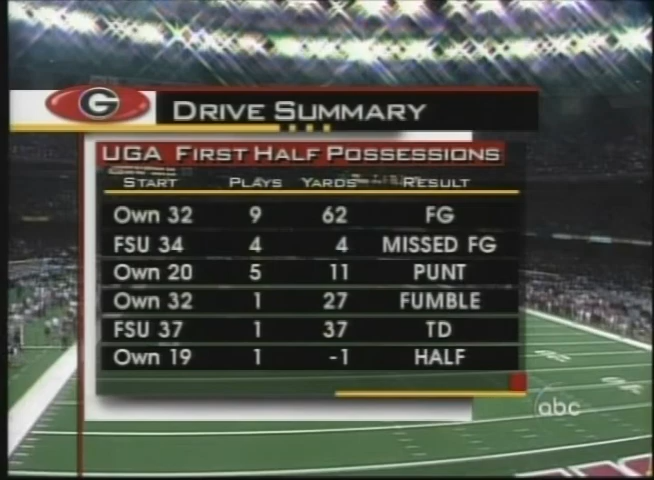 G DRIVE SUMMARY
UGA FIRST HALF POSSESSIONS
START PLAYS YARDS RESULT
Own 32 9 62 FG
FSU 34 4 4 MISSED FG
Own 20 5 11 PUNT
Own 32 1 27 FUMBLE
FSU 37 1 37 TD
Own 19 1 -1 HALF
abc